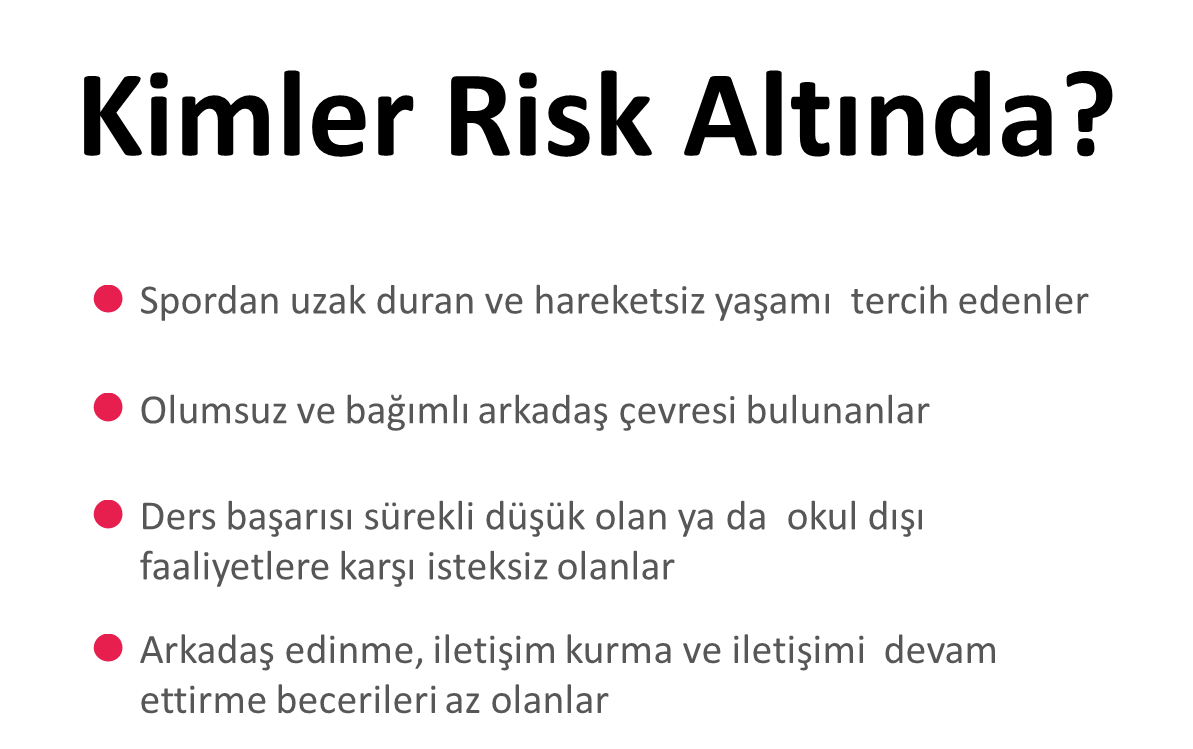 Kimler Risk Altında?
Spordan uzak duran ve hareketsiz yaşamı  tercih edenler
Olumsuz ve bağımlı arkadaş çevresi bulunanlar
Ders başarısı sürekli düşük olan ya da  okul dışı
faaliyetlere karşı isteksiz olanlar
Arkadaş edinme, iletişim kurma ve iletişimi  devam
ettirme becerileri az olanlar